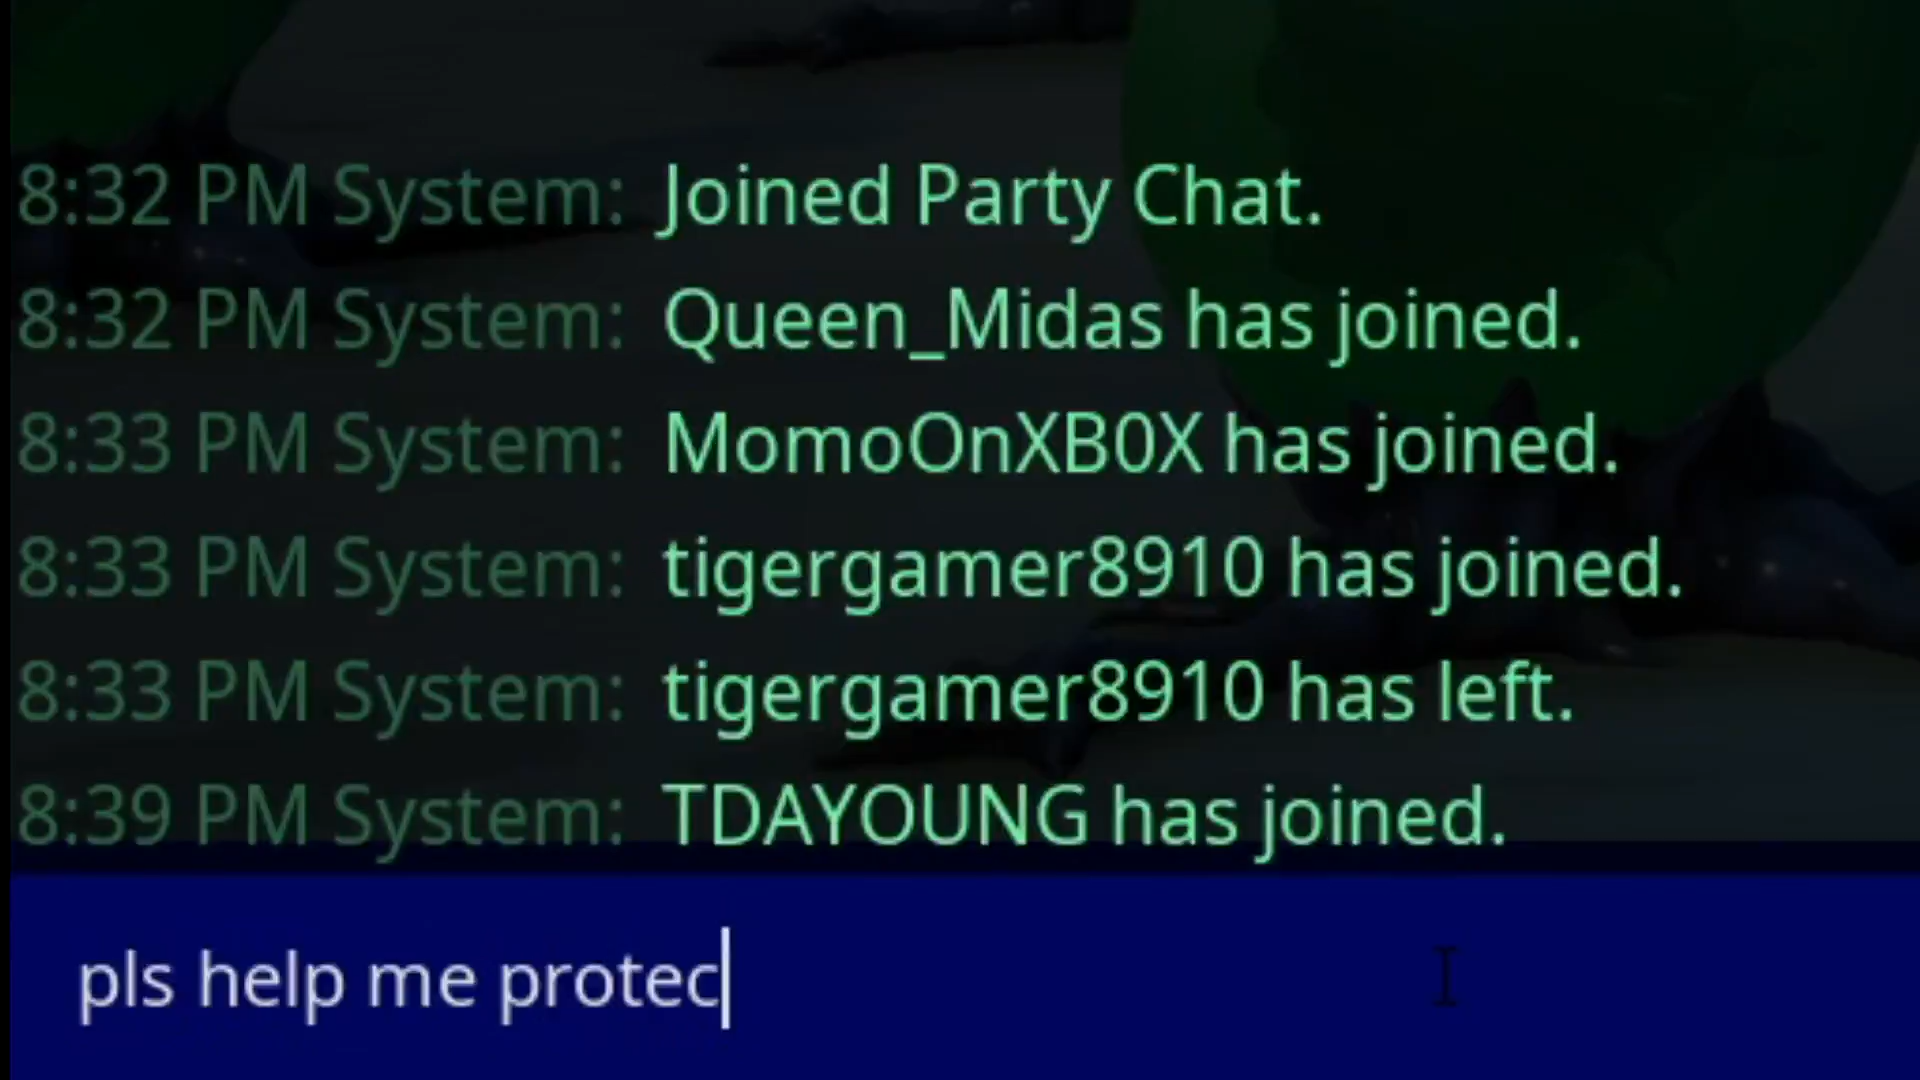 8:32 PM System: Joined Party Chat.
8:32 PM System: Queen_Midas has joined.
8:33 PM System: MomoOnXB0X has joined.
8:33 PM System: tigergamer8910 has joined.
8:33 PM System: tigergamer8910 has left.
8:39 PM System: TDAYOUNG has joined.
pls help me protec